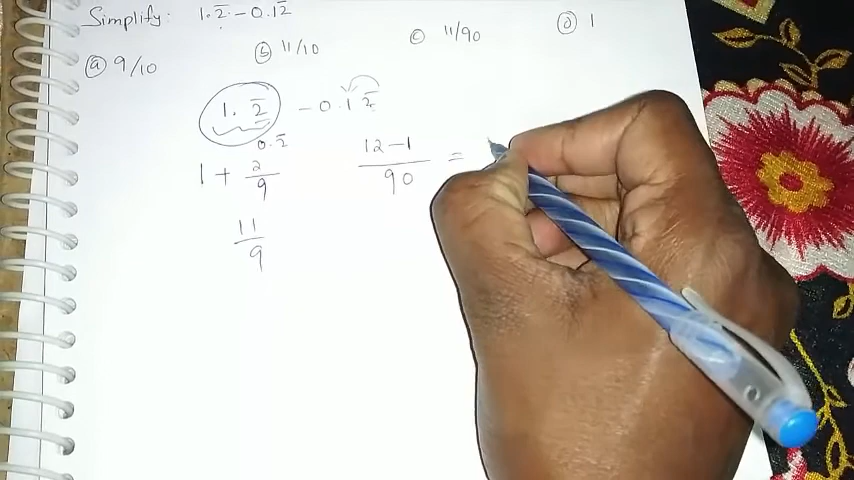 Simplify: 1.2̅ - 0.12̅
ⓐ 9/10 ⓑ 11/10 ⓒ 11/90 ⓓ 1
1. 2̅ - 0.12̅
0.2̅
1 + 2/9 12-1/90 =
11/9